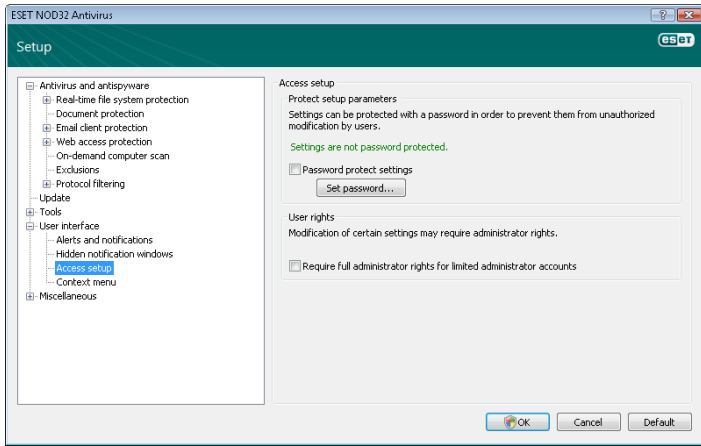 ESET NOD32 Antivirus
Setup
eset
Antivirus and antispyware
Real-time file system protection
Document protection
Email client protection
Web access protection
On-demand computer scan
Exclusions
Protocol filtering
Update
Tools
User interface
Alerts and notifications
Hidden notification windows
Access setup
Context menu
Miscellaneous
Access setup
Protect setup parameters
Settings can be protected with a password in order to prevent them from unauthorized
modification by users.
Settings are not password protected.
Password protect settings
Set password...
User rights
Modification of certain settings may require administrator rights.
Require full administrator rights for limited administrator accounts
OK
Cancel
Default